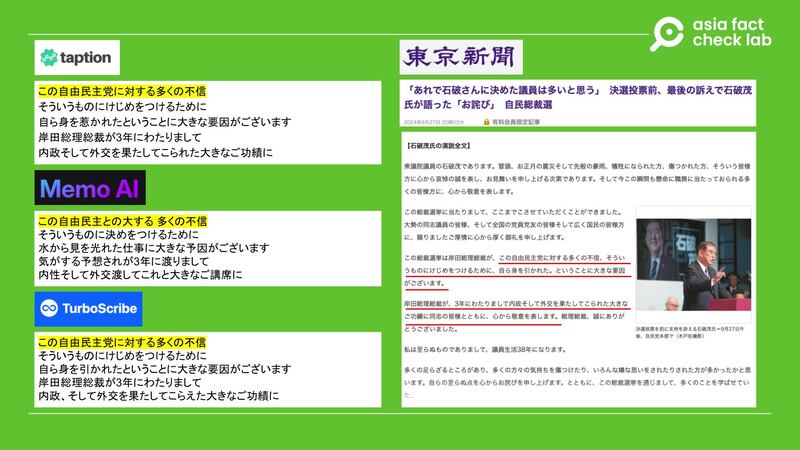 asia fact
check lab
taption
この自由民主党に対する多くの不信
そういうものにけじめをつけるために
自ら身を惹かれたということに大きな要因がございます
岸田総理総裁が3年にわたりまして
内政そして外交を果たしてこられた大きなご功績に
Memo AI
この自由民主との大する 多くの不信
そういうものに決めをつけるために
水から見を光れた仕事に大きな予因がございます
気がする予想されが3年に渡りまして
内性そして外交渡してこれと大きなご講席に
TurboScribe
この自由民主党に対する多くの不信
そういうものにけじめをつけるために
自ら身を引かれたということに大きな要因がございます
岸田総理総裁が3年にわたりまして
内政、そして外交を果たしてこらえた大きなご功績に
東京新聞
「あれで石破さんに決めた議員は多いと思う」 決選投票前、最後の訴えで石破茂
氏が語った「お詫び」 自民総裁選
2024年9月27日 20時52分 有料会員限定記事
【石破茂氏の演説全文】
衆議院議員の石破茂であります。冒頭、お正月の震災そして先般の豪雨、犠牲になられた方、傷つかれた方、そういう皆様
方に心から哀悼の誠を表し、お見舞いを申し上げる次第であります。そして今この瞬間も懸命に職務に当たっておられる多
くの皆様方に、心から敬意を表します。
この総裁選挙に当たりまして、ここまでこさせていただくことができました。
大勢の同志議員の皆様、そして全国の党員党友の皆様そして広く国民の皆様方
に、賜りましたご厚情に心から厚く御礼を申し上げます。
この総裁選挙は岸田総理総裁が、この自由民主党に対する多くの不信、そうい
うものにけじめをつけるために、自ら身を引かれた。ということに大きな要因
がございます。
岸田総理総裁が、3年にわたりまして内政そして外交を果たしてこられた大きな
ご功績に同志の皆様とともに、心から敬意を表します。総理総裁、誠にありが
とうございました。
私は至らぬものでありまして、議員生活38年になります。
多くの足らざるところがあり、多くの方々の気持ちを傷つけたり、いろんな嫌な思いをされたりされた方が多かったかと思
います。自らの至らぬ点を心からお詫びを申し上げます。とともに、この総裁選挙を通じまして、多くのことを学ばせてい
た...
石破
決選を前に支持を訴える石破茂氏=9月27日午
後、自民党本部で(木戸佑撮影)